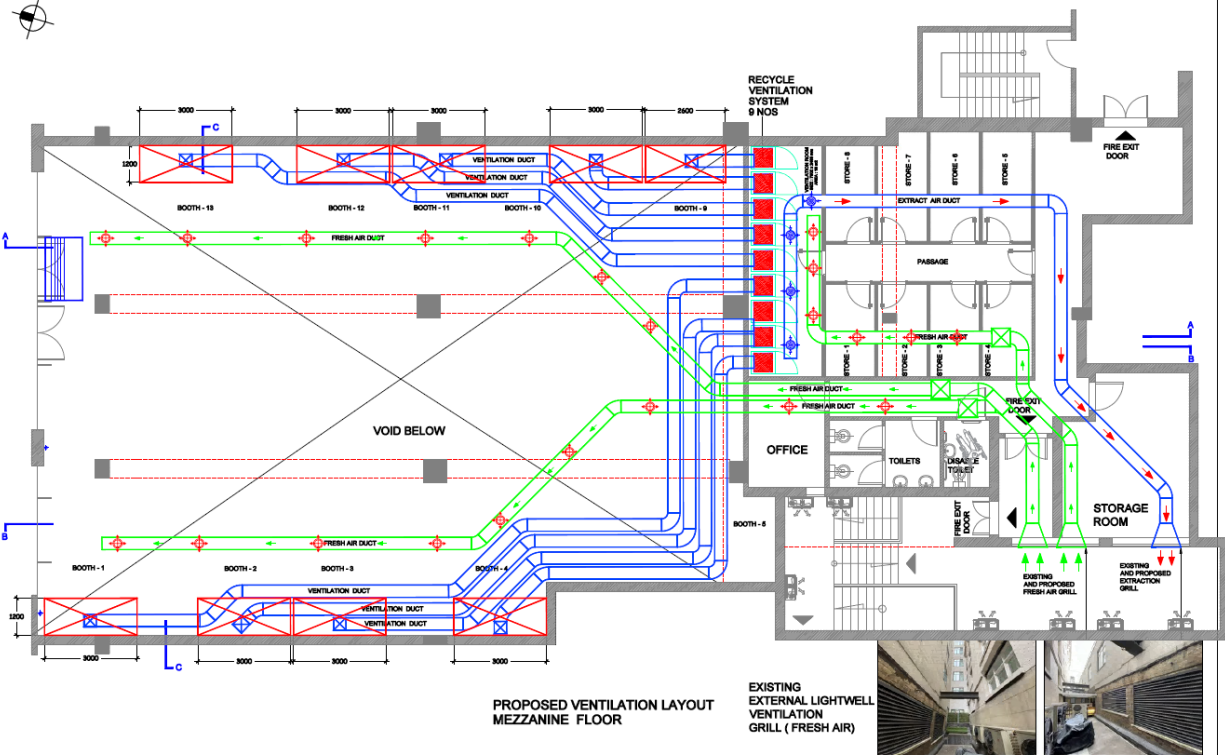 RECYCLE
VENTILATION
SYSTEM
9 NOS
3000
3000
3000
3000
2600
C
1200
VENTILATION DUCT
VENTILATION DUCT
VENTILATION DUCT
BOOTH - 13
BOOTH - 12
BOOTH - 11
BOOTH - 10
BOOTH - 9
VENTILATION ROOM
STORE - 8
STORE - 7
STORE - 6
STORE - 5
FIRE EXIT
DOOR
EXTRACT AIR DUCT
A
FRESH AIR DUCT
PASSAGE
A
B
FRESH AIR DUCT
STORE - 1
STORE - 2
STORE - 3
STORE - 4
FRESH AIR DUCT
FRESH AIR DUCT
FIRE EXIT
DOOR
VOID BELOW
OFFICE
TOILETS
DISABLE
TOILET
STORAGE
ROOM
FIRE EXIT
DOOR
B
BOOTH - 5
FRESH AIR DUCT
BOOTH - 1
BOOTH - 2
BOOTH - 3
BOOTH - 4
EXISTING
AND PROPOSED
FRESH AIR GRILL
EXISTING
AND PROPOSED
EXTRACTION
GRILL
VENTILATION DUCT
VENTILATION DUCT
VENTILATION DUCT
1200
3000
3000
3000
3000
C
PROPOSED VENTILATION LAYOUT
MEZZANINE FLOOR
EXISTING
EXTERNAL LIGHTWELL
VENTILATION
GRILL ( FRESH AIR)